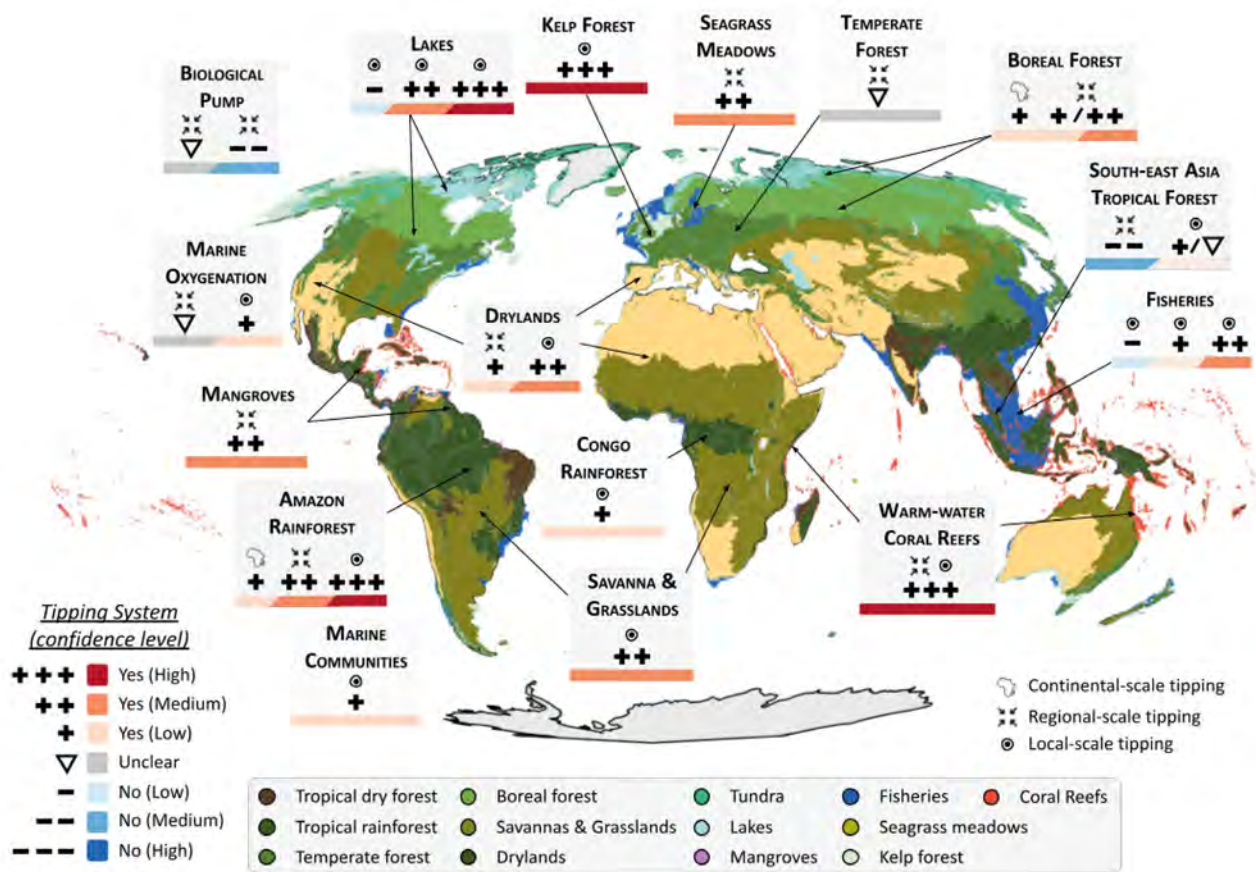 KELP FOREST
SEAGRASS
MEADOWS
TEMPERATE
FOREST
LAKES
BOREAL FOREST
BIOLOGICAL
PUMP
- ++ +++
+++
++
+ +/++
--
SOUTH-EAST ASIA
TROPICAL FOREST
-- +/
MARINE
OXYGENATION
+
DRYLANDS
+ ++
FISHERIES
- + ++
MANGROVES
++
CONGO
RAINFOREST
+
AMAZON
RAINFOREST
+ ++ +++
WARM-WATER
CORAL REEFS
+++
SAVANNA &
GRASSLANDS
++
MARINE
COMMUNITIES
+
Tipping System
(confidence level)
+++ Yes (High)
++ Yes (Medium)
+ Yes (Low)
Unclear
- No (Low)
-- No (Medium)
--- No (High)
Continental-scale tipping
Regional-scale tipping
Local-scale tipping
Tropical dry forest
Boreal forest
Tundra
Fisheries
Coral Reefs
Tropical rainforest
Savannas & Grasslands
Lakes
Seagrass meadows
Temperate forest
Drylands
Mangroves
Kelp forest